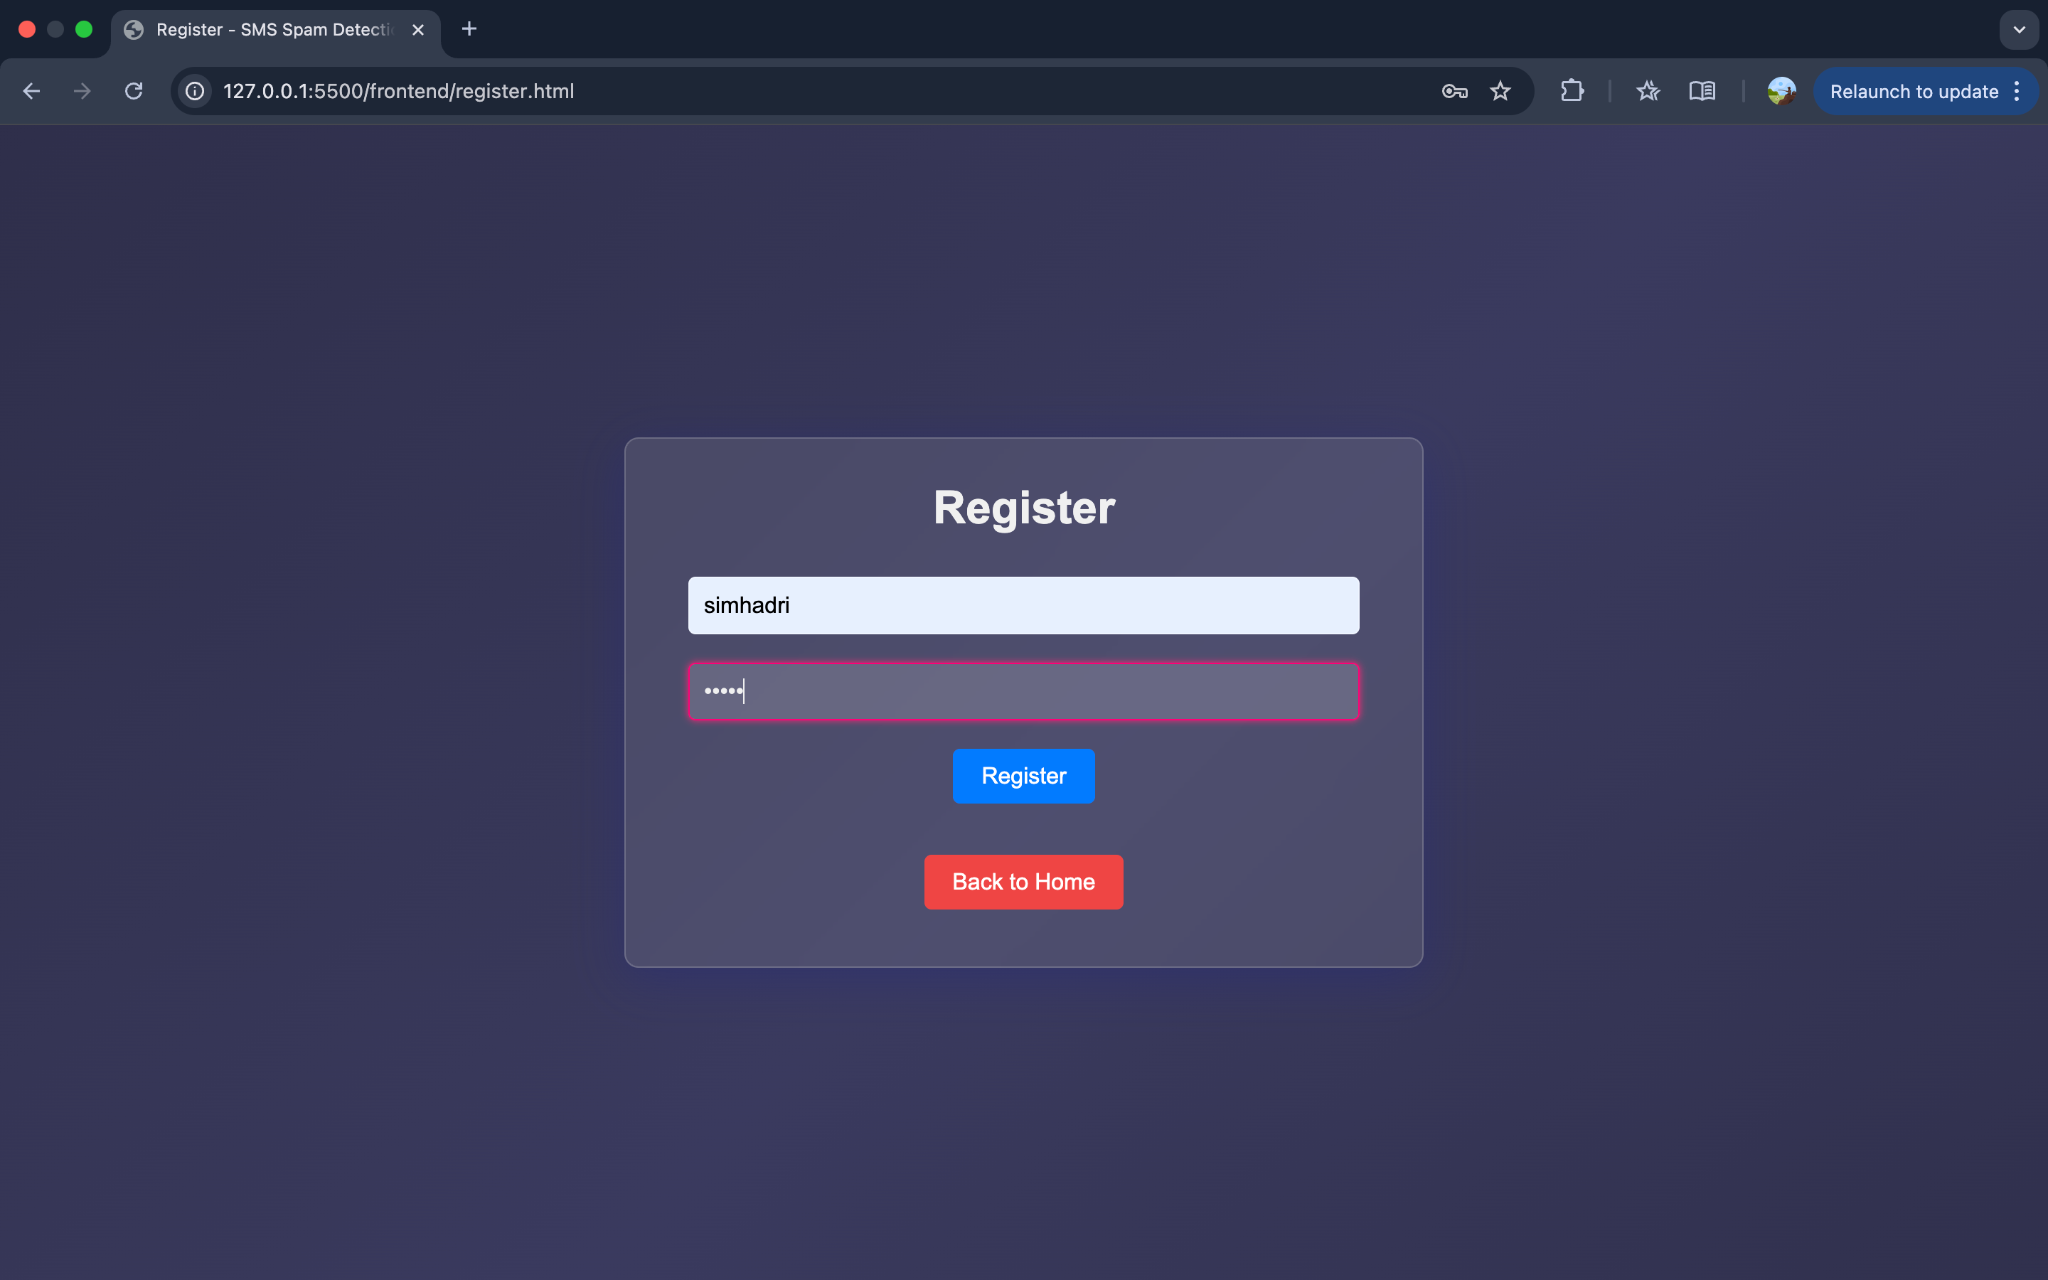 Register - SMS Spam Detecti
127.0.0.1:5500/frontend/register.html
Relaunch to update
Register
simhadri
•••••
Register
Back to Home